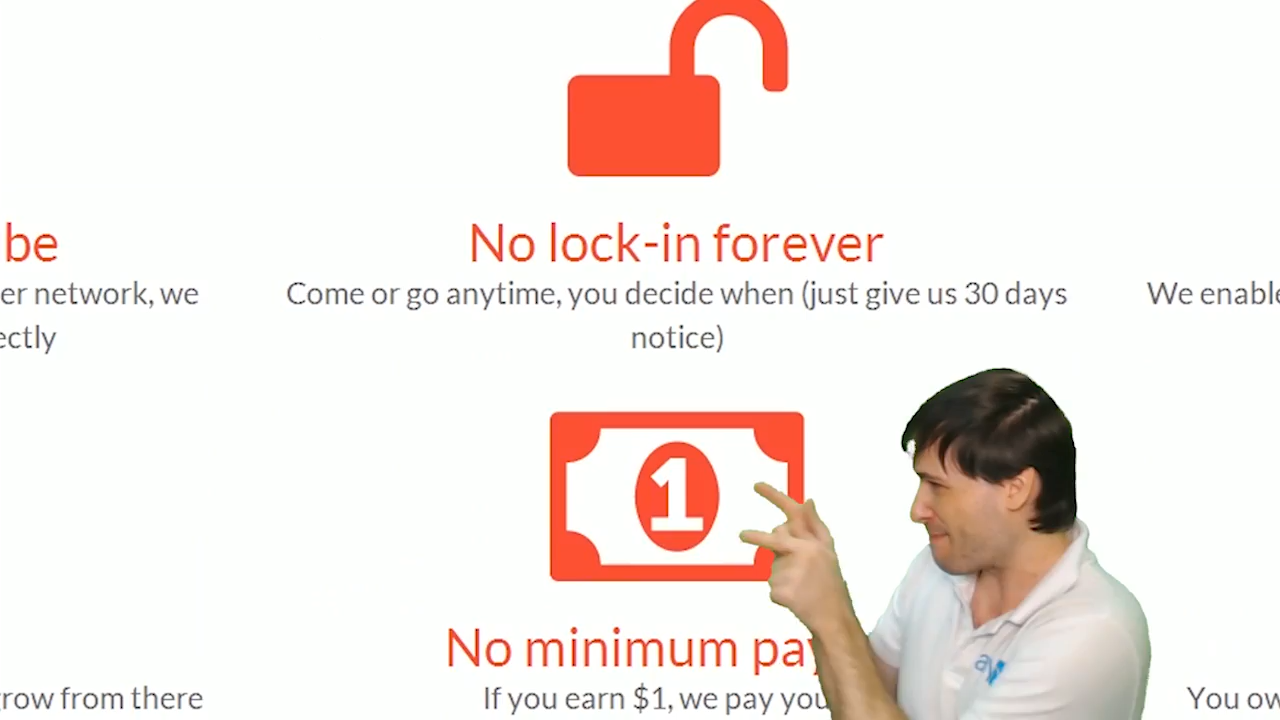 be
No lock-in forever
er network, we
Come or go anytime, you decide when (just give us 30 days
We enable
ectly
notice)
1
No minimum pay
grow from there
If you earn $1, we pay you
You ow